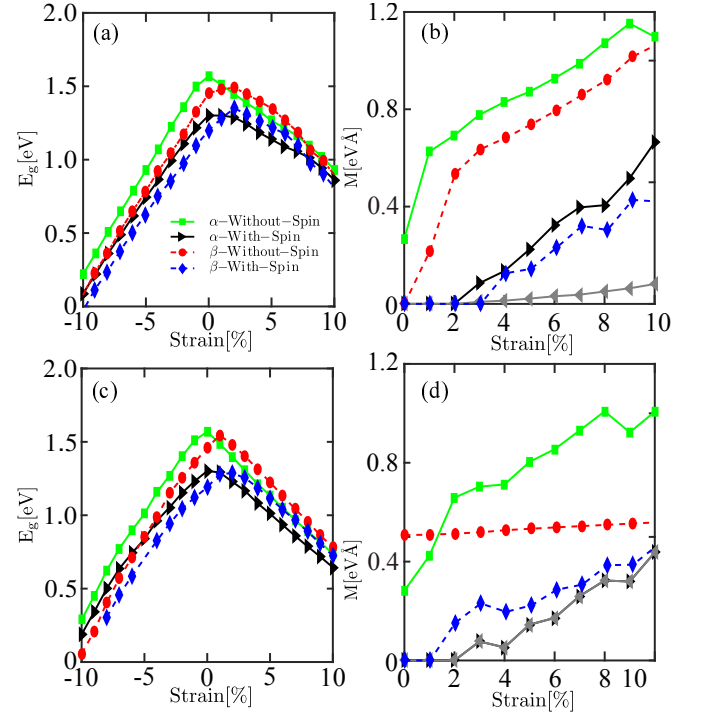 (a)
2.0
1.5
1.0
0.5
0
E_g[eV]
α−Without−Spin
α−With−Spin
β−Without−Spin
β−With−Spin
-10 -5 0 5 10
Strain[%]
(b)
1.2
0.8
0.4
0
M[eVÅ]
0 2 4 6 8 10
Strain[%]
(c)
2.0
1.5
1.0
0.5
0
E_g[eV]
-10 -5 0 5 10
Strain[%]
(d)
1.2
0.8
0.4
0
M[eVÅ]
0 2 4 6 8 10
Strain[%]